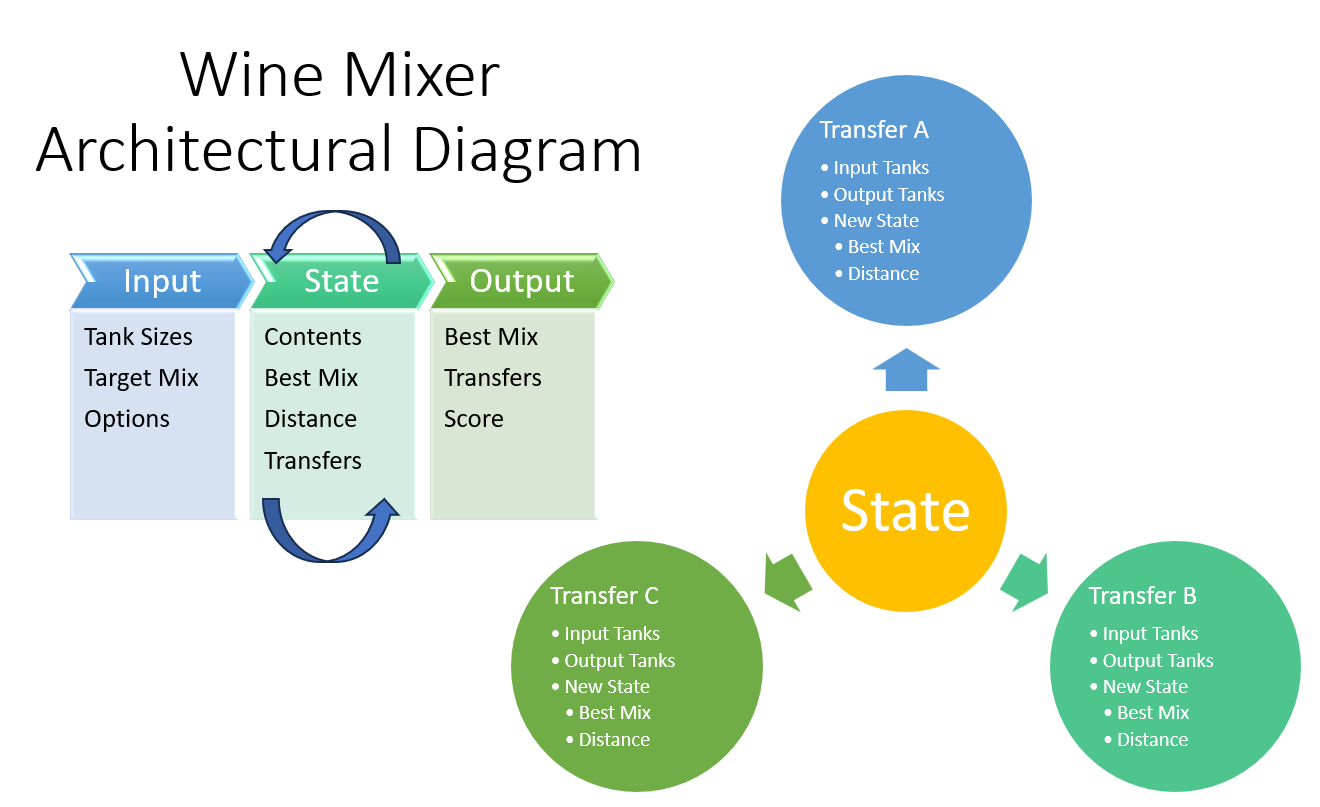 Wine Mixer
Architectural Diagram
Input
Tank Sizes
Target Mix
Options
State
Contents
Best Mix
Distance
Transfers
Output
Best Mix
Transfers
Score
Transfer A
• Input Tanks
• Output Tanks
• New State
• Best Mix
• Distance
State
Transfer C
• Input Tanks
• Output Tanks
• New State
• Best Mix
• Distance
Transfer B
• Input Tanks
• Output Tanks
• New State
• Best Mix
• Distance